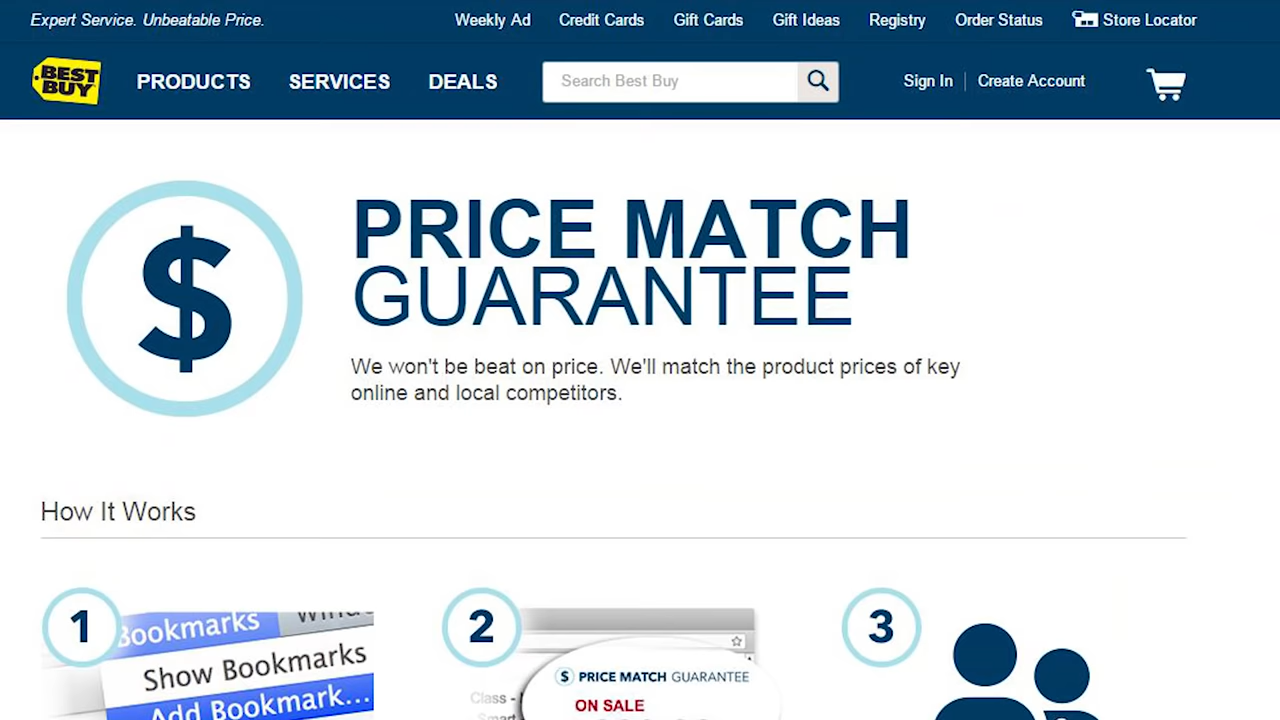 Expert Service. Unbeatable Price.
Weekly Ad Credit Cards Gift Cards Gift Ideas Registry Order Status Store Locator
BEST BUY
PRODUCTS SERVICES DEALS Search Best Buy Sign In Create Account
PRICE MATCH
GUARANTEE
We won't be beat on price. We'll match the product prices of key
online and local competitors.
How It Works
1 2 3
Bookmarks
Show Bookmarks
Add Bookmark...
$ PRICE MATCH GUARANTEE
Class -
ON SALE